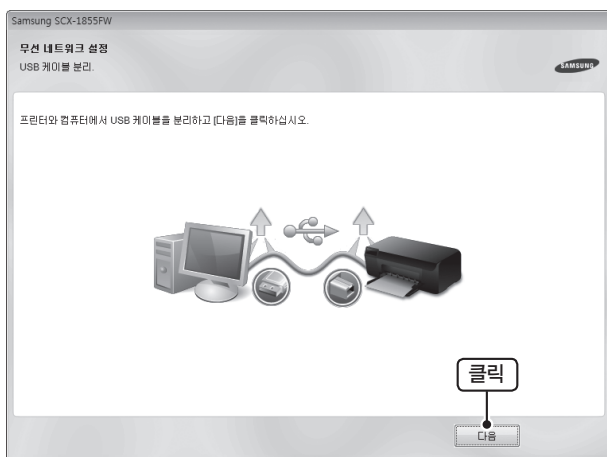 Samsung SCX-1855FW
무선 네트워크 설정
USB 케이블 분리.
SAMSUNG
프린터와 컴퓨터에서 USB 케이블을 분리하고 [다음]을 클릭하십시오.
클릭
다음